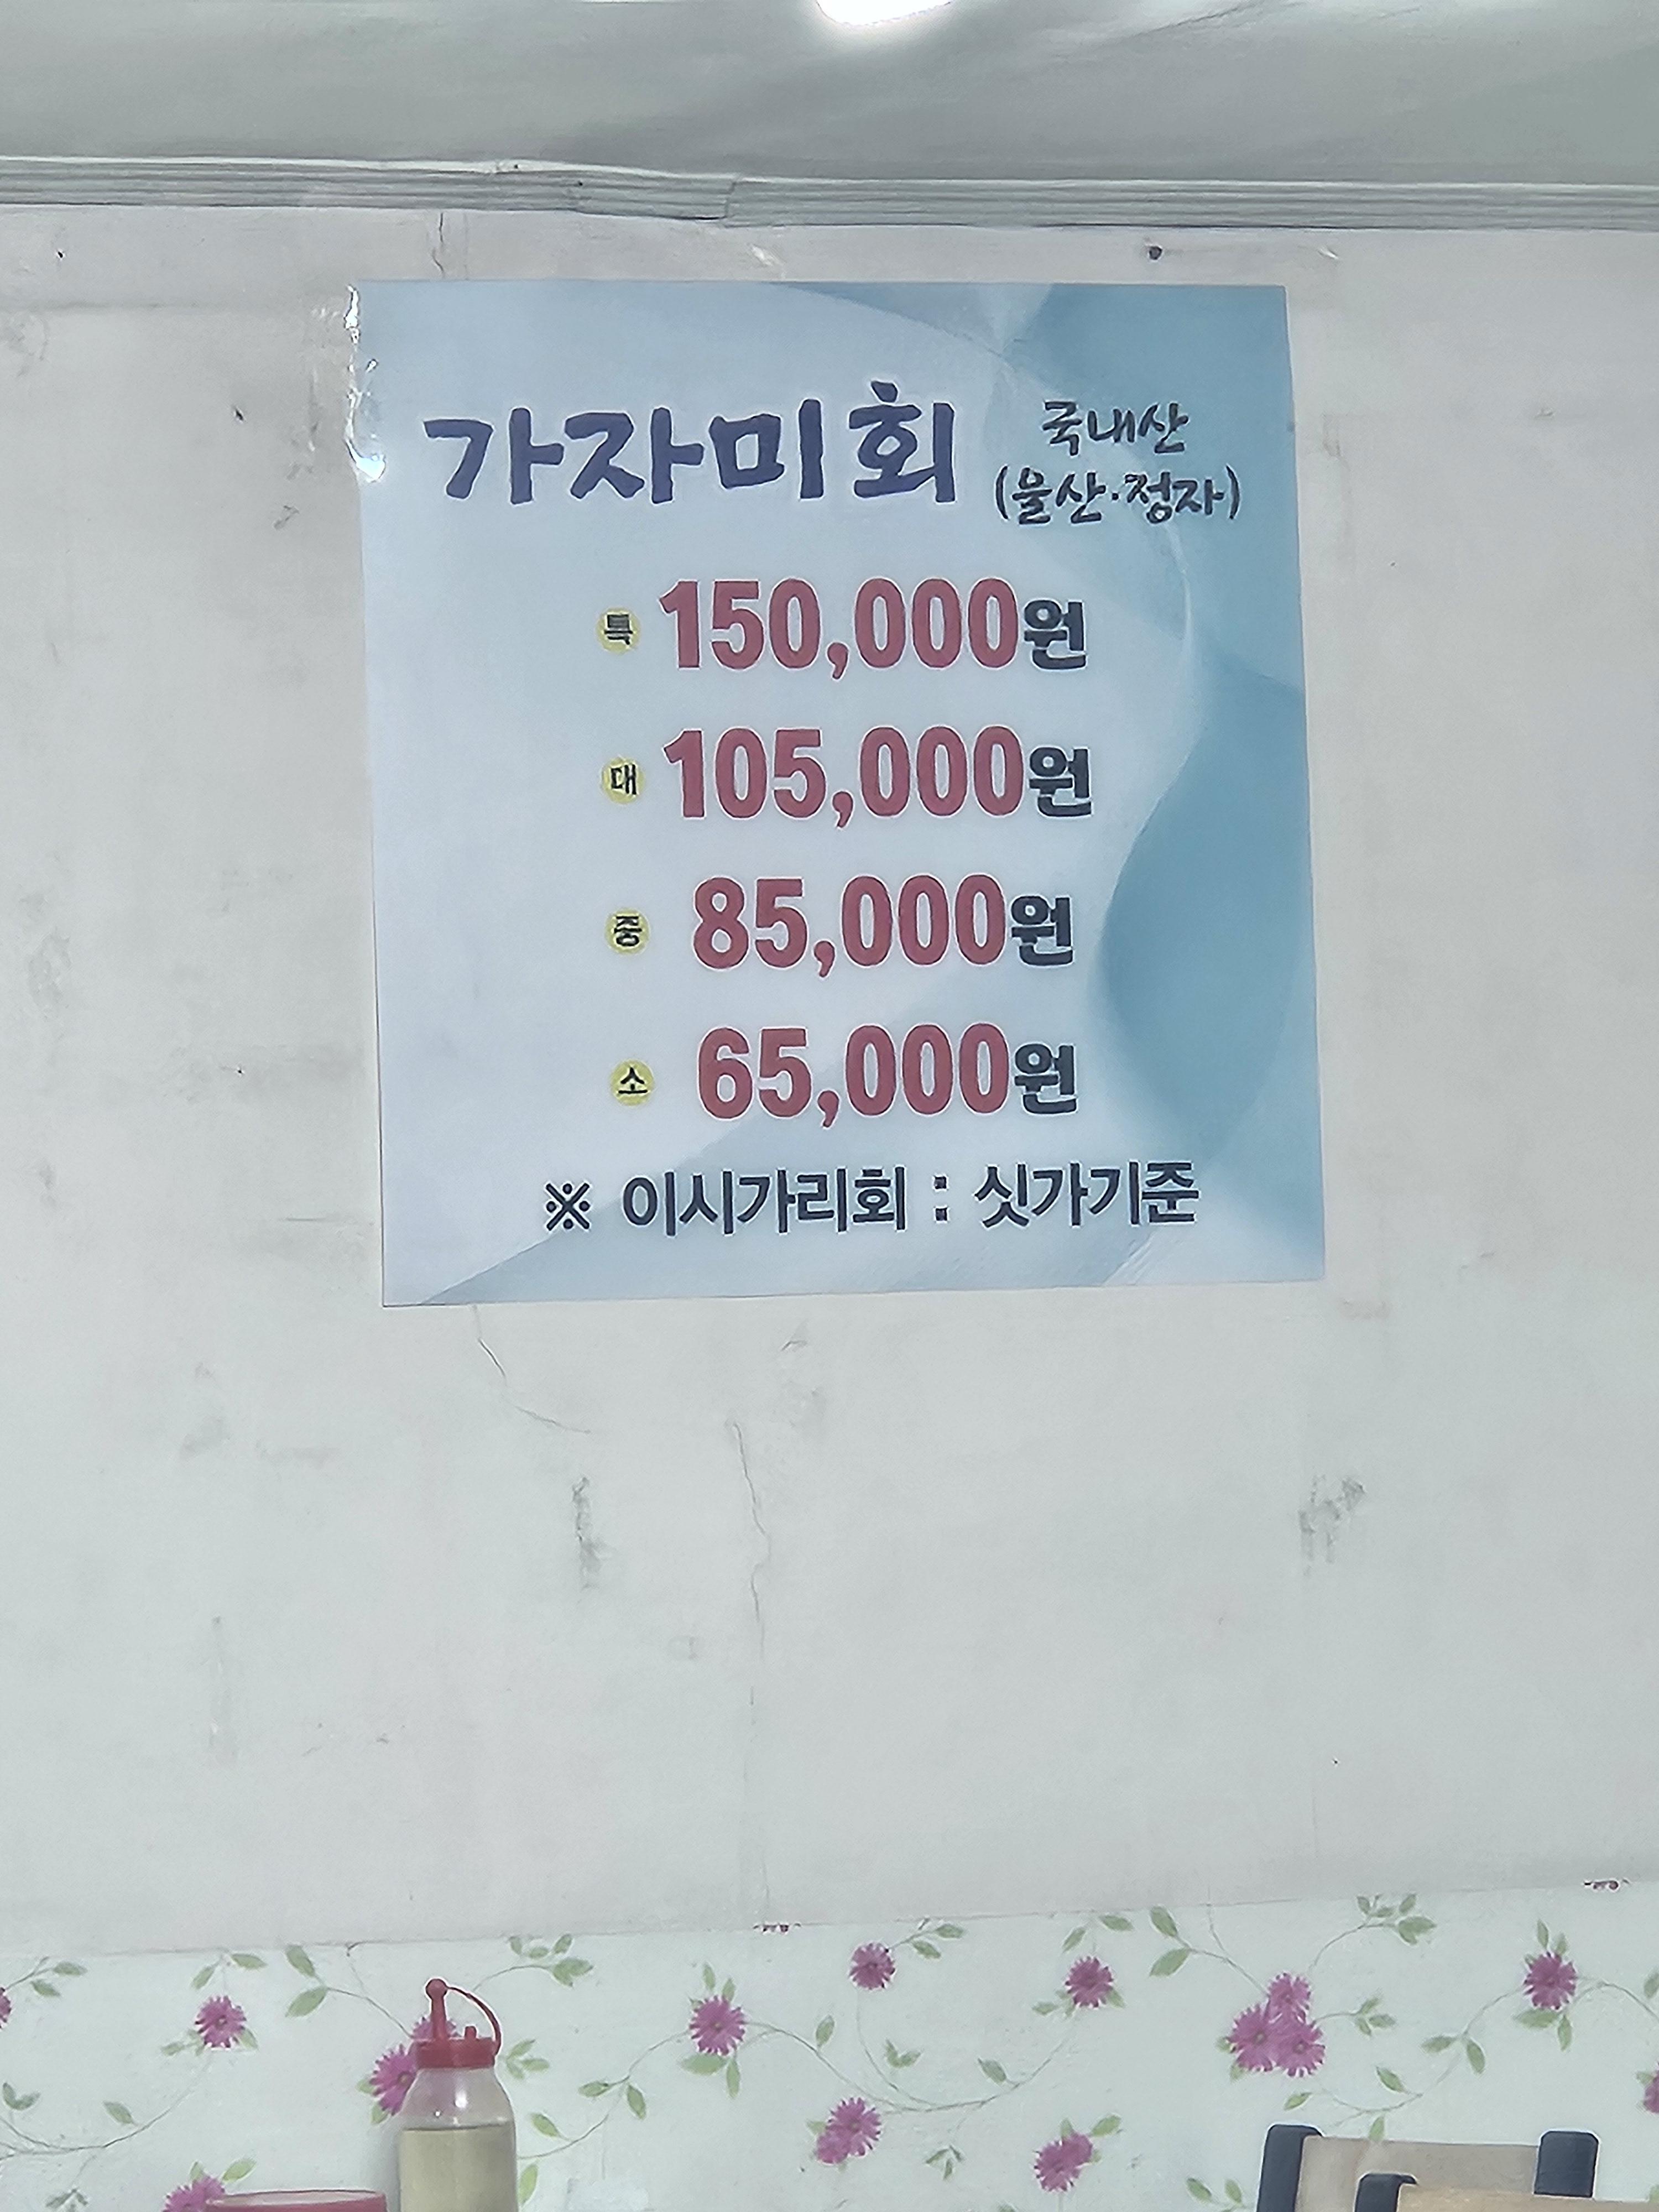 가자미회 국내산
(울산·정자)
특 150,000원
대 105,000원
중 85,000원
소 65,000원
※ 이시가리회 : 싯가기준